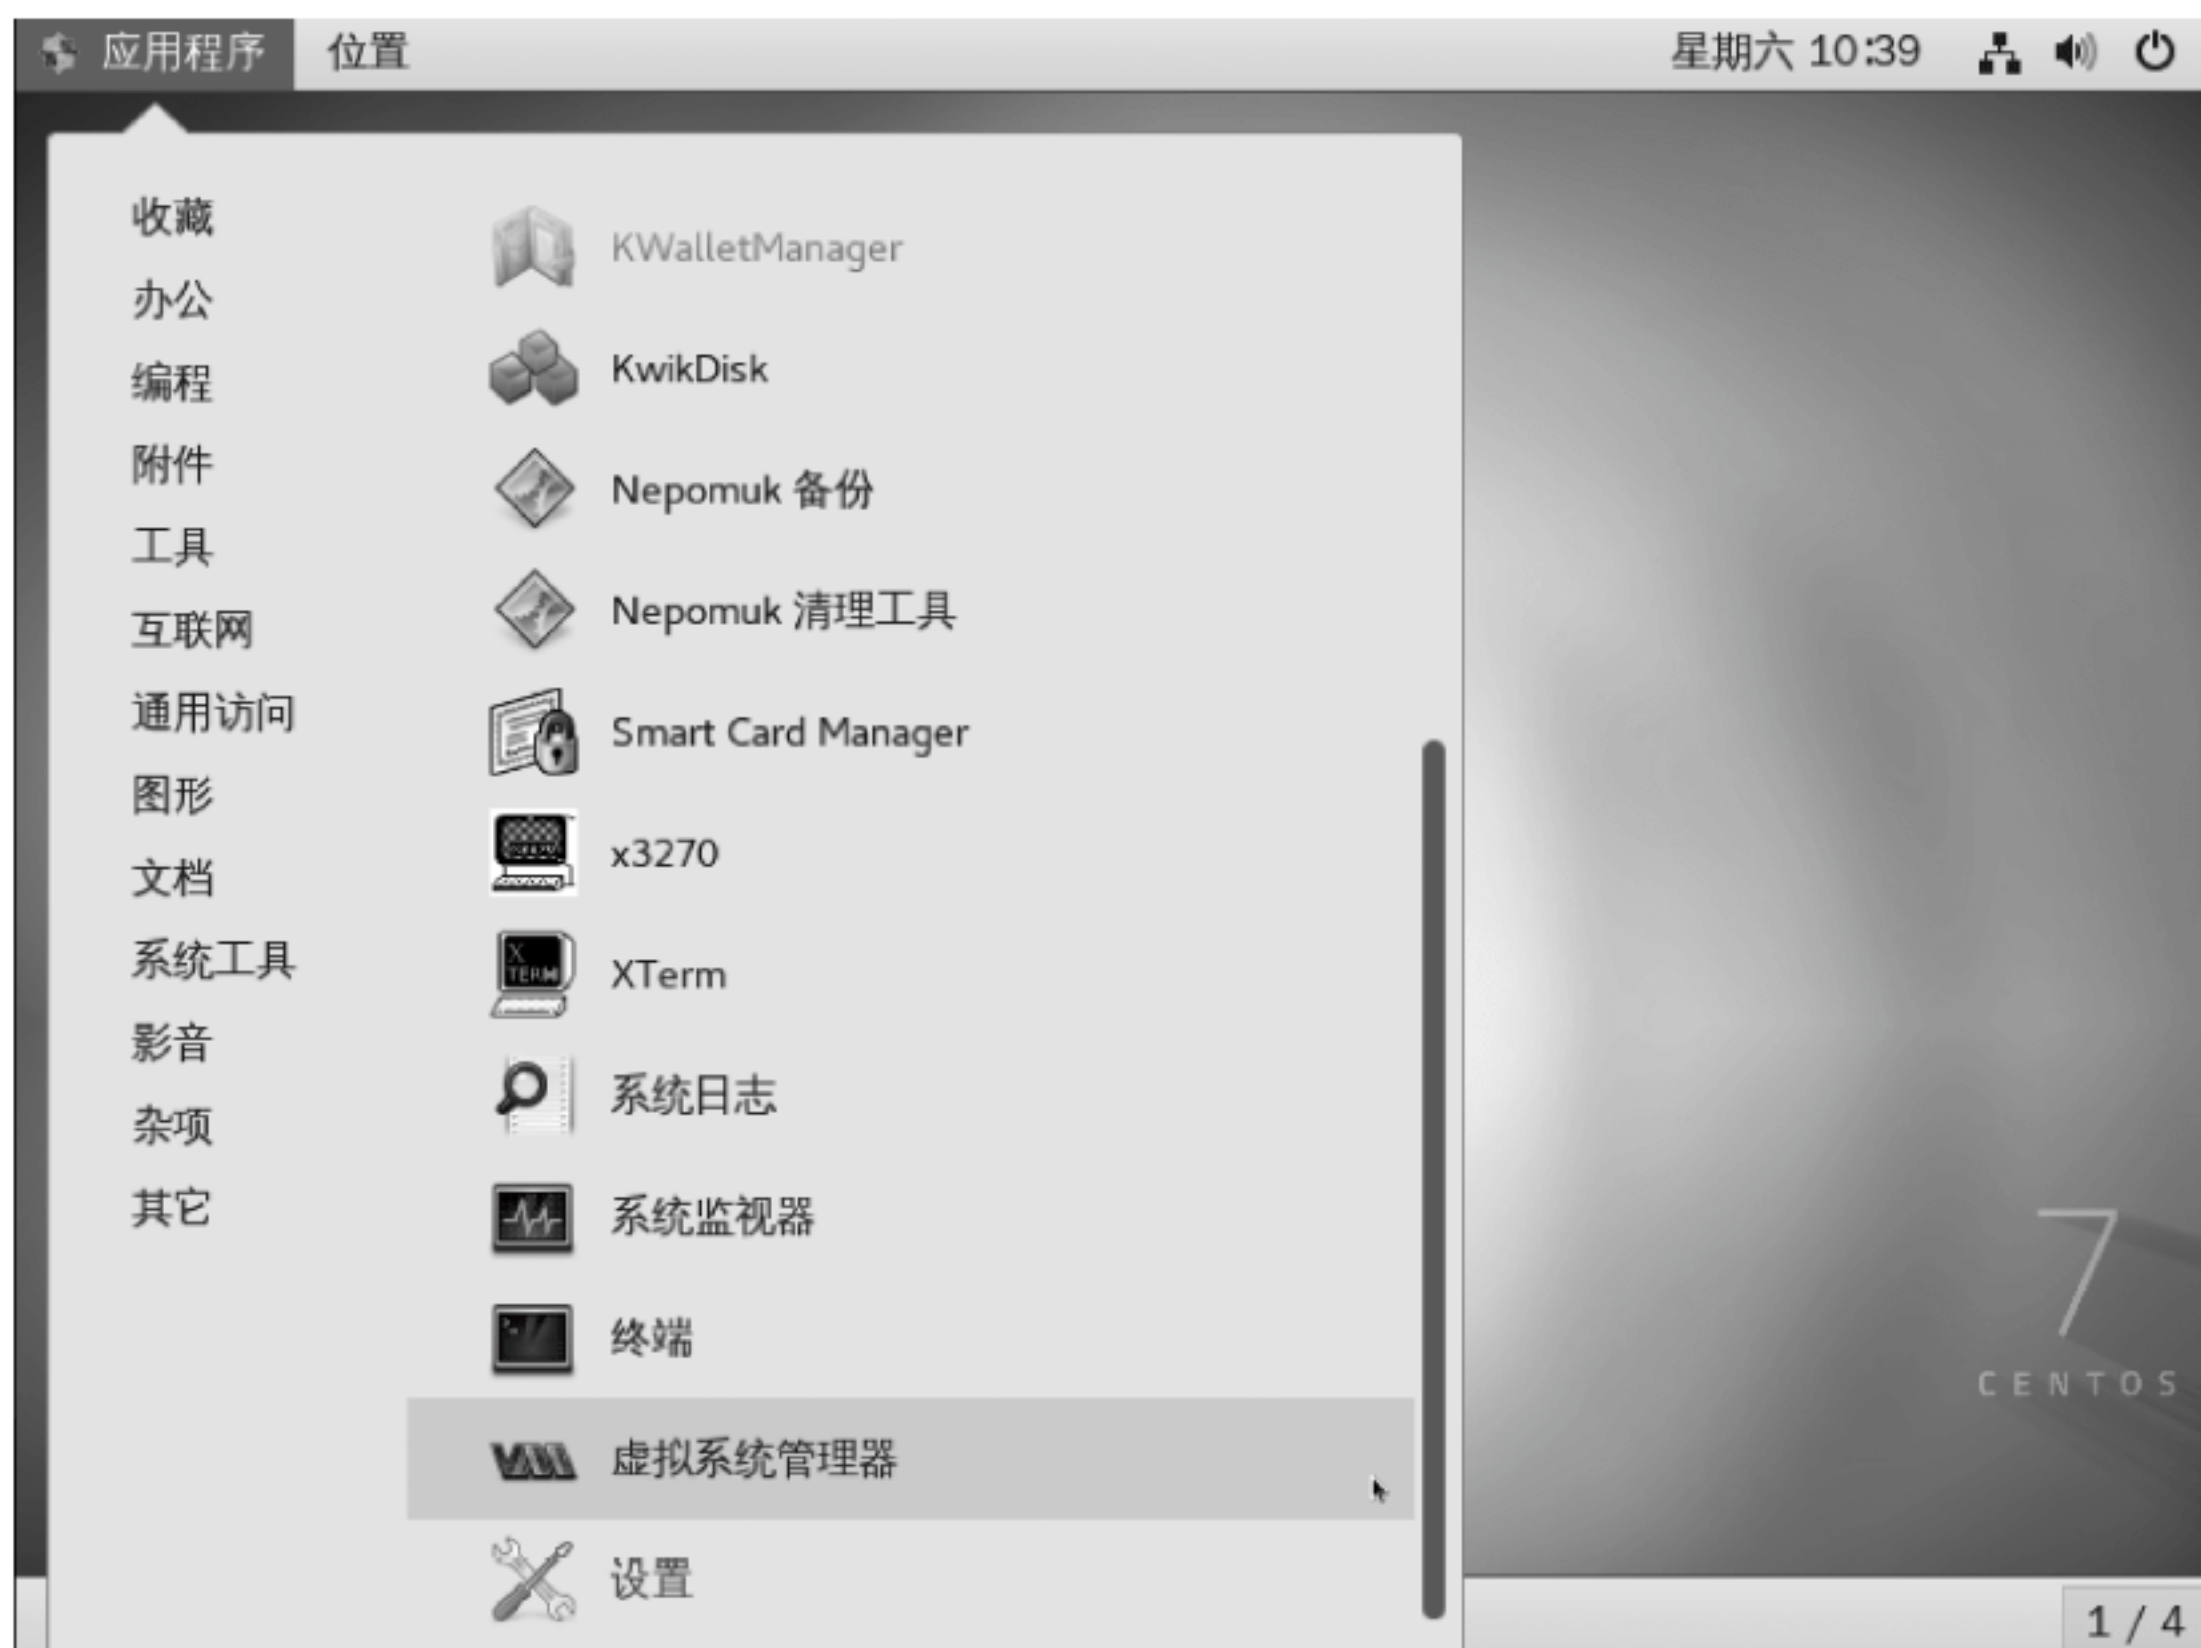 应用程序 位置 星期六 10:39
收藏
办公
编程
附件
工具
互联网
通用访问
图形
文档
系统工具
影音
杂项
其它
KWalletManager
KwikDisk
Nepomuk 备份
Nepomuk 清理工具
Smart Card Manager
x3270
X
TERM
XTerm
系统日志
系统监视器
终端
虚拟系统管理器
设置
7
CENTOS
1 / 4